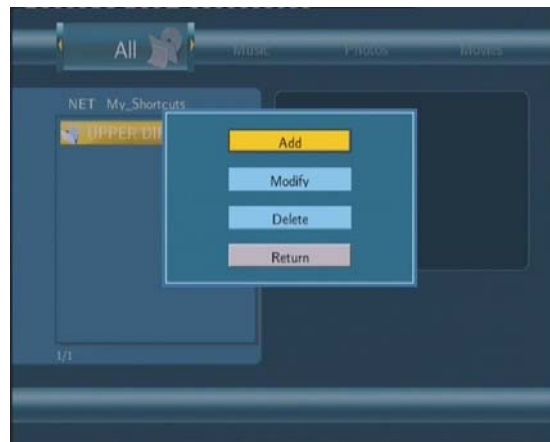 All Music Photos Movies
NET My_Shortcuts
UPPER DI
Add
Modify
Delete
Return
1/1